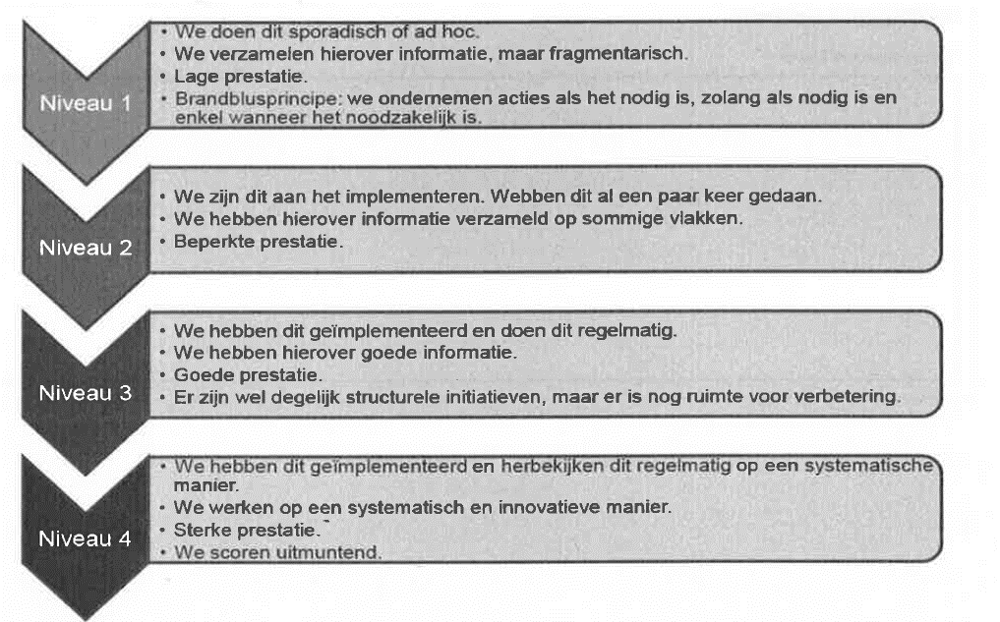 Niveau 1
• We doen dit sporadisch of ad hoc.
• We verzamelen hierover informatie, maar fragmentarisch.
• Lage prestatie.
• Brandblusprincipe: we ondernemen acties als het nodig is, zolang als nodig is en
enkel wanneer het noodzakelijk is.
Niveau 2
• We zijn dit aan het implementeren. Webben dit al een paar keer gedaan.
• We hebben hierover informatie verzameld op sommige vlakken.
• Beperkte prestatie.
Niveau 3
• We hebben dit geïmplementeerd en doen dit regelmatig.
• We hebben hierover goede informatie.
• Goede prestatie.
• Er zijn wel degelijk structurele initiatieven, maar er is nog ruimte voor verbetering.
Niveau 4
• We hebben dit geïmplementeerd en herbekijken dit regelmatig op een systematische
manier.
• We werken op een systematisch en innovatieve manier.
• Sterke prestatie.
• We scoren uitmuntend.